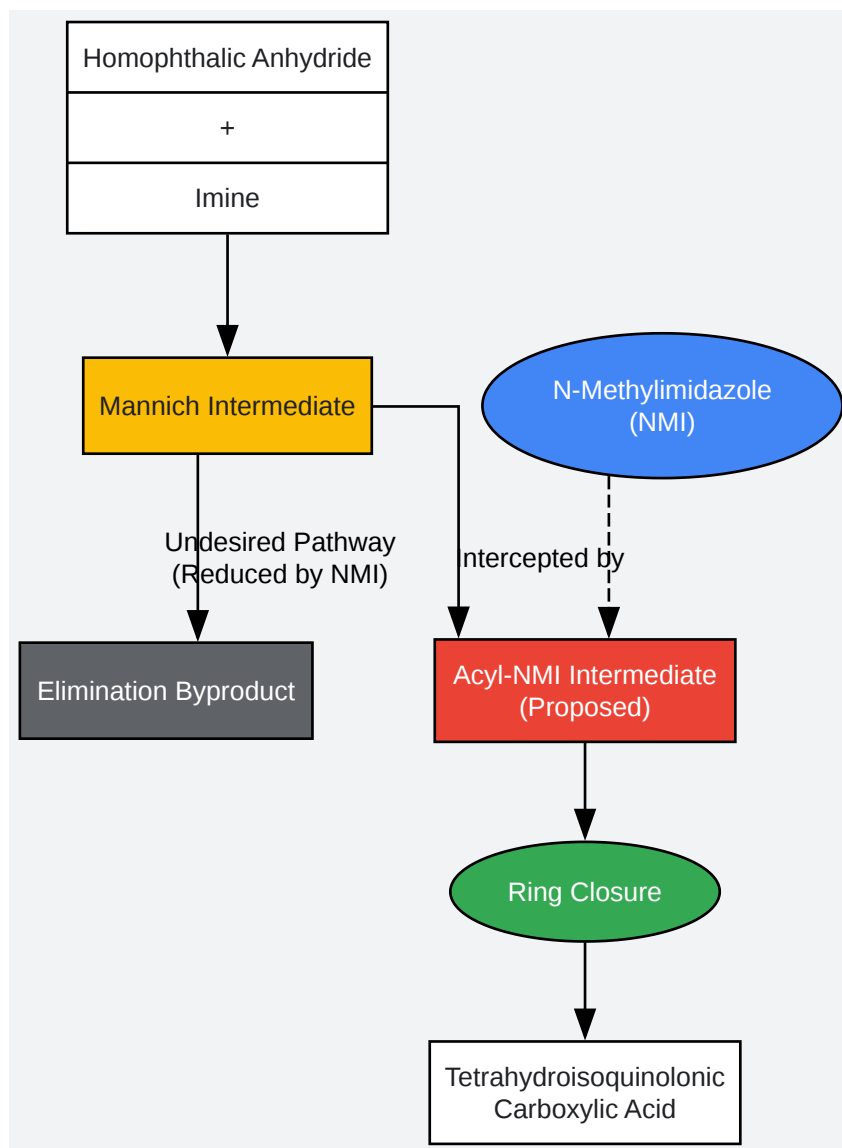 Homophthalic Anhydride
+
Imine
Mannich Intermediate
N-Methylimidazole
(NMI)
Undesired Pathway
(Reduced by NMI)
Intercepted by
Elimination Byproduct
Acyl-NMI Intermediate
(Proposed)
Ring Closure
Tetrahydroisoquinolonic
Carboxylic Acid